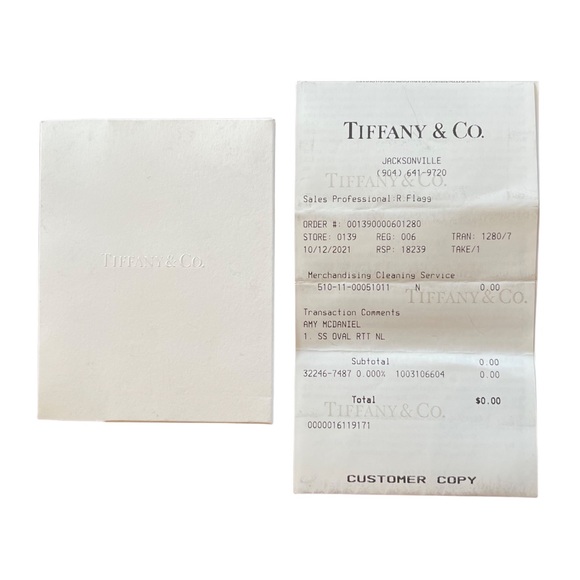 TIFFANY & CO.
TIFFANY & CO.
JACKSONVILLE
(904) 641-9720
TIFFANY & CO.
Sales Professional:R.Flagg
ORDER #: 001390000601280
STORE: 0139 REG: 006 TRAN: 1280/7
10/12/2021 RSP: 18239 TAKE/1
Merchandising Cleaning Service
510-11-00051011 N 0.00
TIFFANY & CO.
Transaction Comments
AMY MCDANIEL
1. SS OVAL RTT NL
Subtotal 0.00
32246-7487 0.000% 1003106604 0.00
Total $0.00
TIFFANY & CO.
0000016119171
CUSTOMER COPY